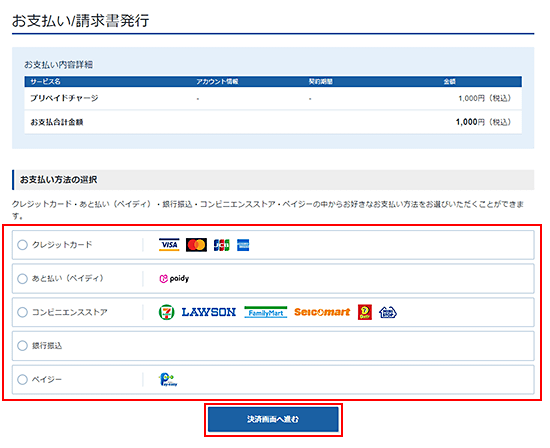 お支払い/請求書発行
お支払い内容詳細
サービス名 アカウント情報 契約期間 金額
プリペイドチャージ - - 1,000円（税込）
お支払合計金額 1,000円（税込）
お支払い方法の選択
クレジットカード・あと払い（ペイディ）・銀行振込・コンビニエンスストア・ペイジーの中からお好きなお支払い方法をお選びいただくことができま
す。
クレジットカード VISA JCB
あと払い（ペイディ） paidy
コンビニエンスストア 7 LAWSON FamilyMart Seicomart
銀行振込
ペイジー Pay-easy
決済画面へ進む